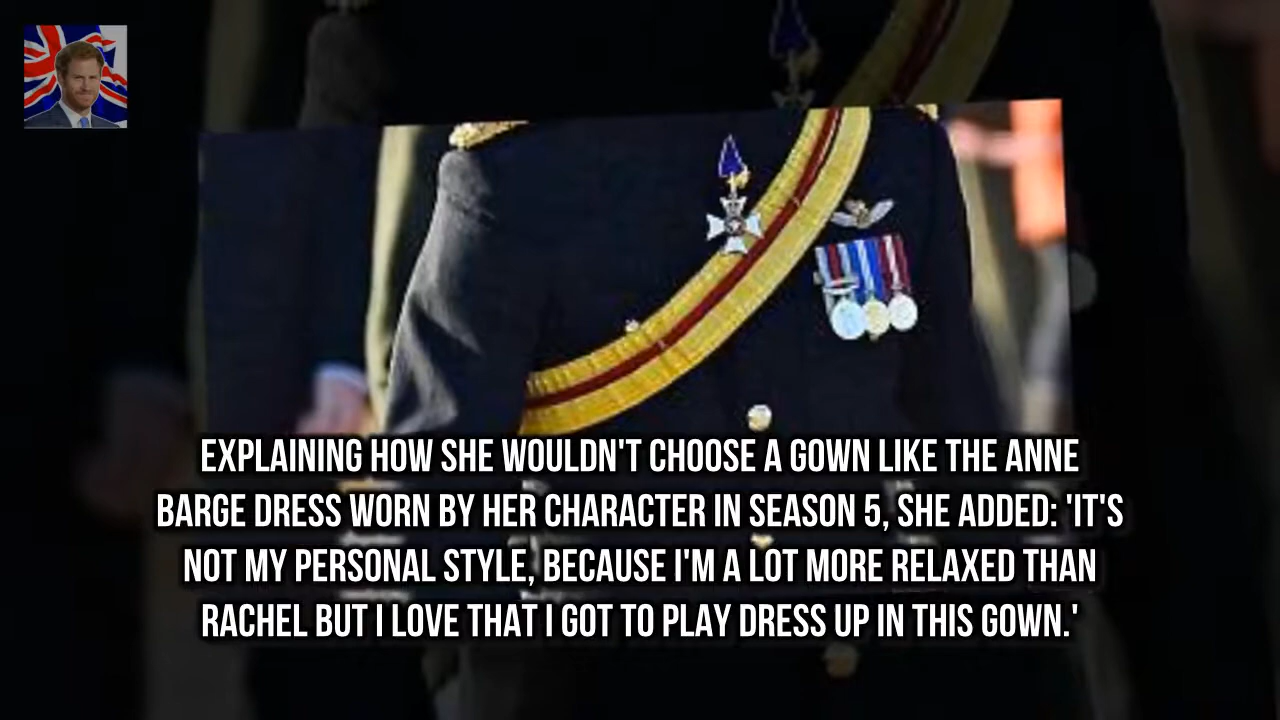 EXPLAINING HOW SHE WOULDN'T CHOOSE A GOWN LIKE THE ANNE
BARGE DRESS WORN BY HER CHARACTER IN SEASON 5, SHE ADDED: 'IT'S
NOT MY PERSONAL STYLE, BECAUSE I'M A LOT MORE RELAXED THAN
RACHEL BUT I LOVE THAT I GOT TO PLAY DRESS UP IN THIS GOWN.'